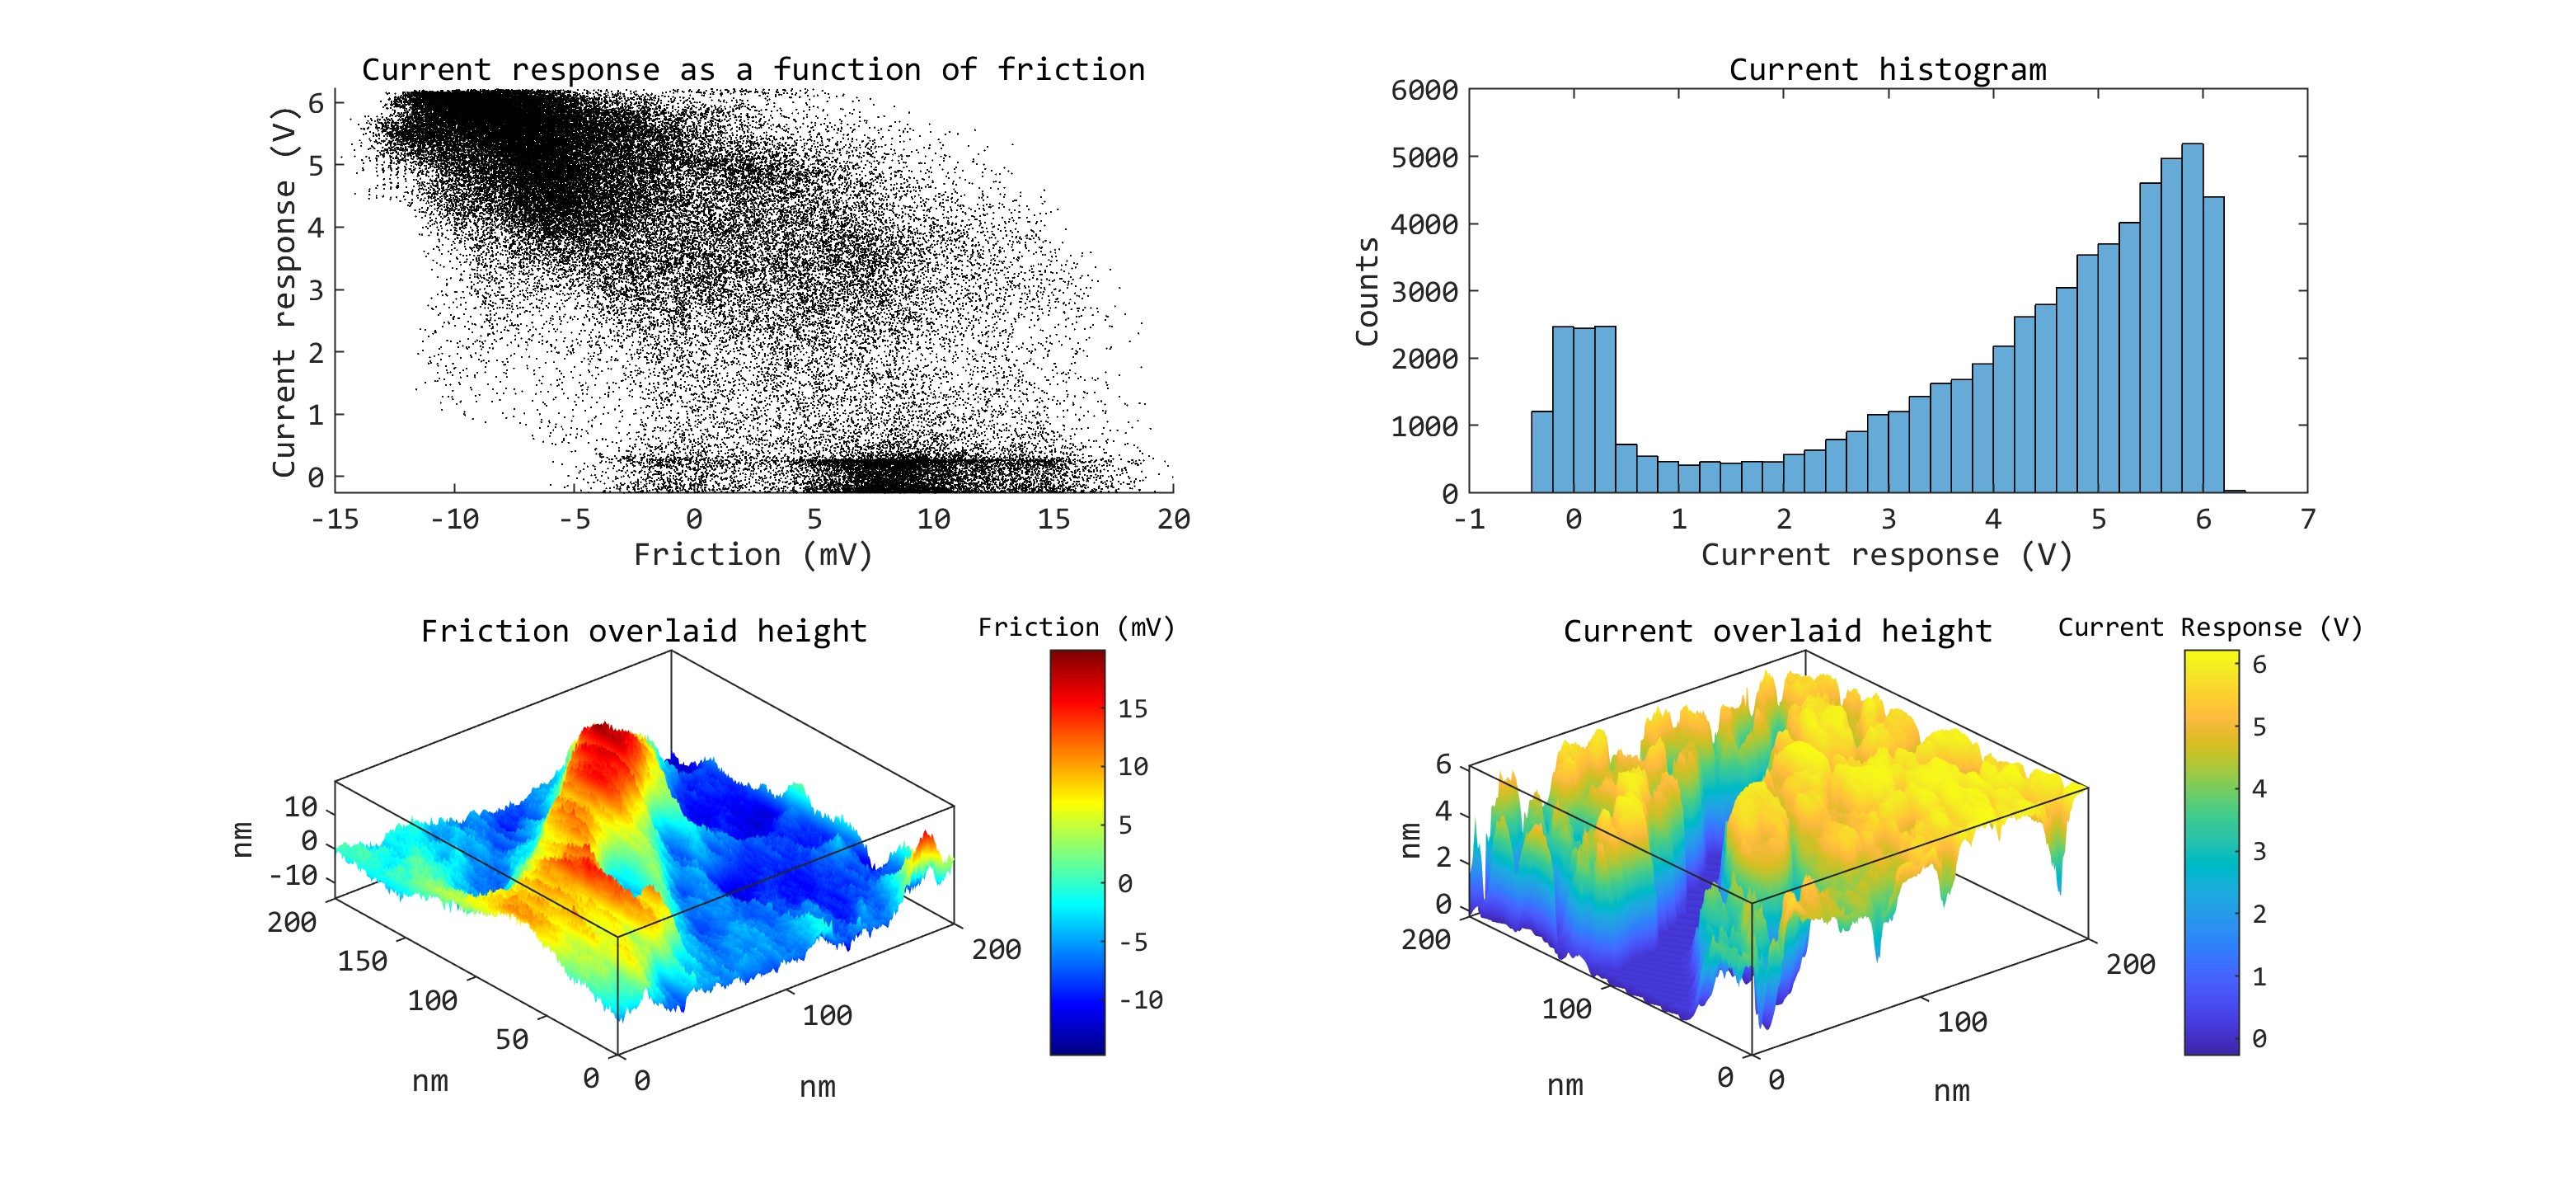 Current response as a function of friction
Current response (V)
6
5
4
3
2
1
0
-15 -10 -5 0 5 10 15 20
Friction (mV)
Current histogram
Counts
6000
5000
4000
3000
2000
1000
0
-1 0 1 2 3 4 5 6 7
Current response (V)
Friction overlaid height
Friction (mV)
nm
10
0
-10
200
150
100
50
0
nm
0
100
200
nm
15
10
5
0
-5
-10
Current overlaid height
Current Response (V)
nm
6
4
2
0
200
100
0
nm
0
100
200
nm
6
5
4
3
2
1
0